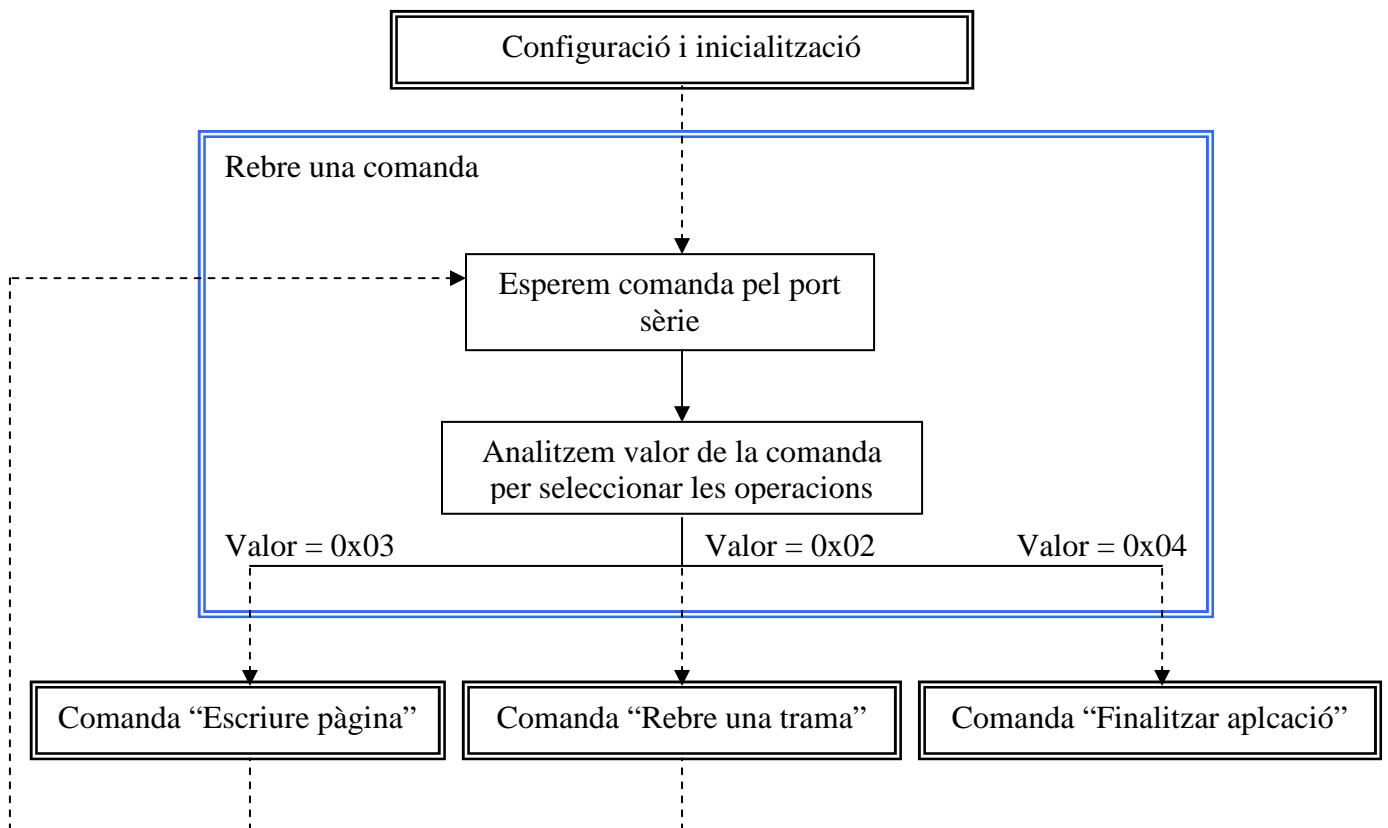 Configuració i inicialització
Rebre una comanda
Esperem comanda pel port
sèrie
Analitzem valor de la comanda
per seleccionar les operacions
Valor = 0x03
Valor = 0x02
Valor = 0x04
Comanda “Escriure pàgina”
Comanda “Rebre una trama”
Comanda “Finalitzar aplcació”